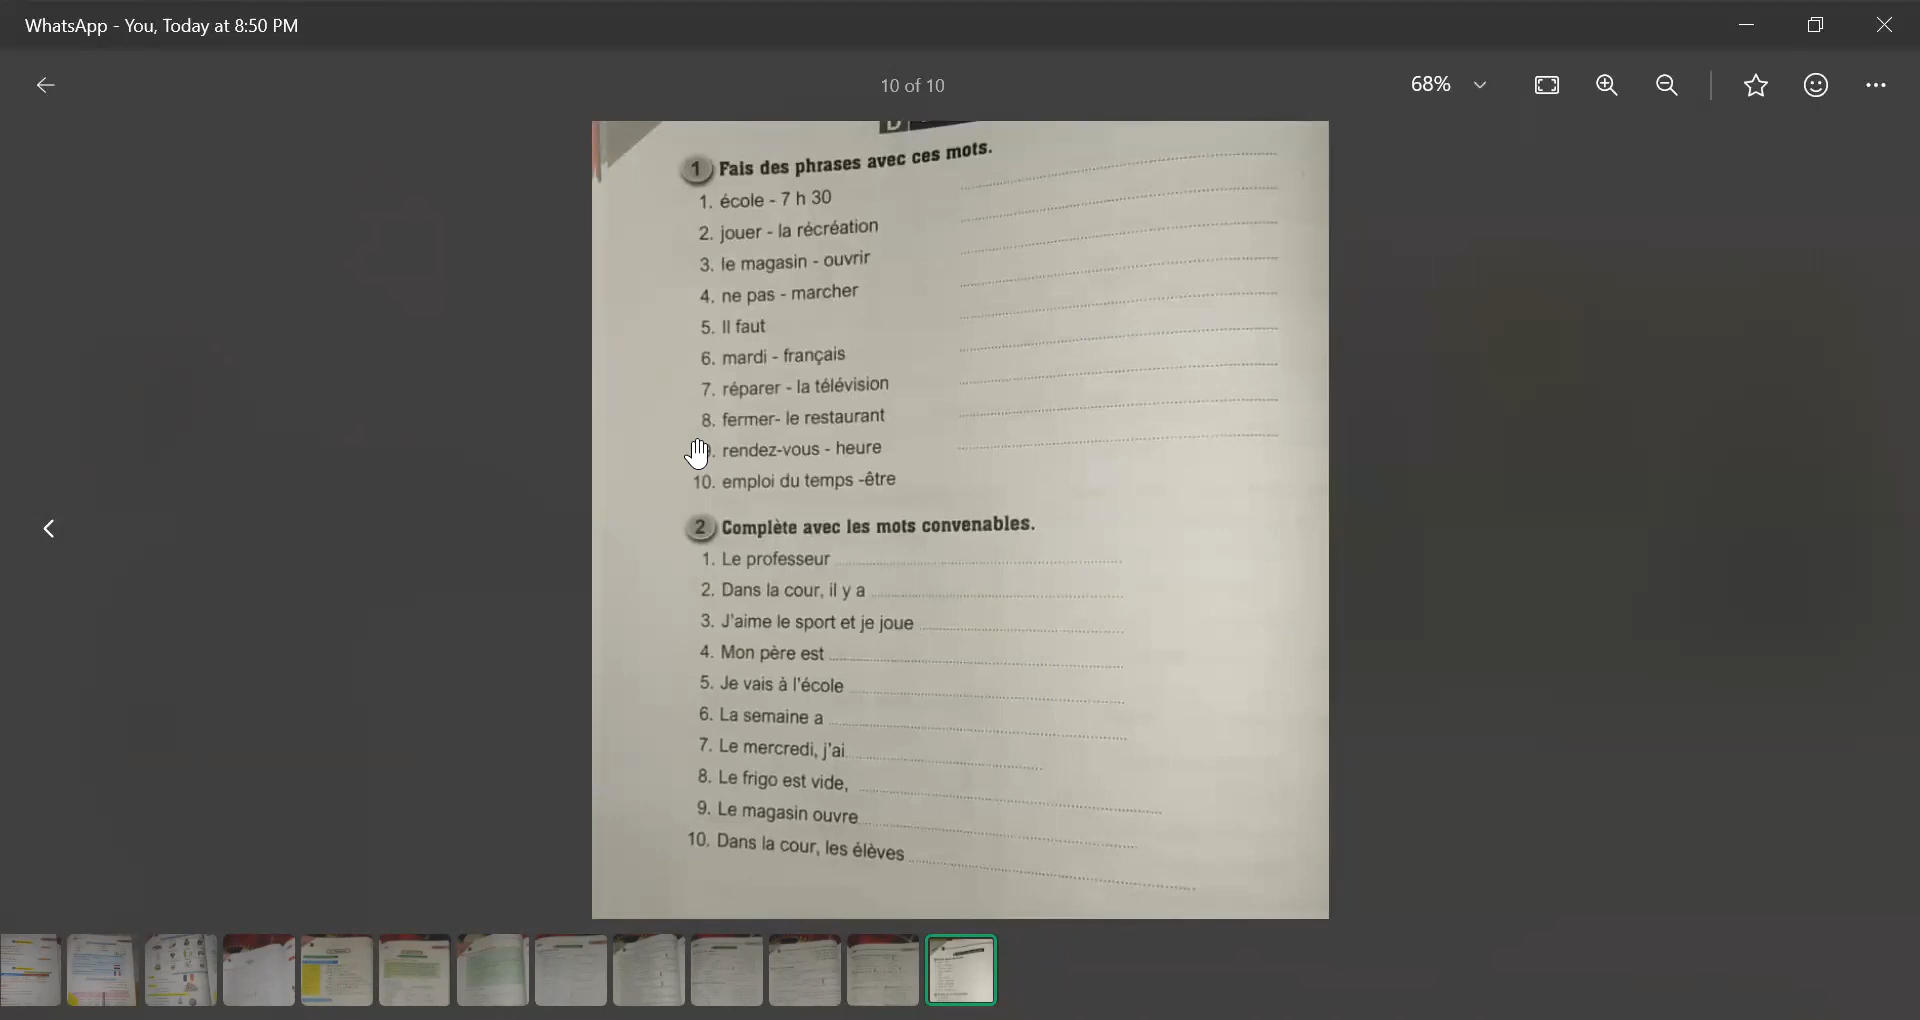 WhatsApp - You, Today at 8:50 PM
10 of 10
68%
1 Fais des phrases avec ces mots.
1. école - 7 h 30
2. jouer - la récréation
3. le magasin - ouvrir
4. ne pas - marcher
5. Il faut
6. mardi - français
7. réparer - la télévision
8. fermer- le restaurant
rendez-vous - heure
10. emploi du temps -être
2 Complète avec les mots convenables.
1. Le professeur
2. Dans la cour, il y a
3. J'aime le sport et je joue
4. Mon père est
5. Je vais à l'école
6. La semaine a
7. Le mercredi, j'ai
8. Le frigo est vide,
9. Le magasin ouvre
10. Dans la cour, les élèves